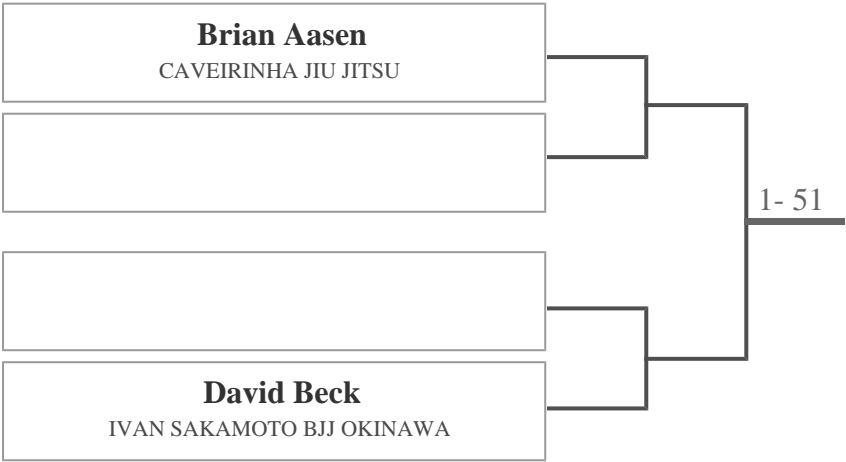 Brian Aasen
CAVEIRINHA JIU JITSU
1- 51
David Beck
IVAN SAKAMOTO BJJ OKINAWA